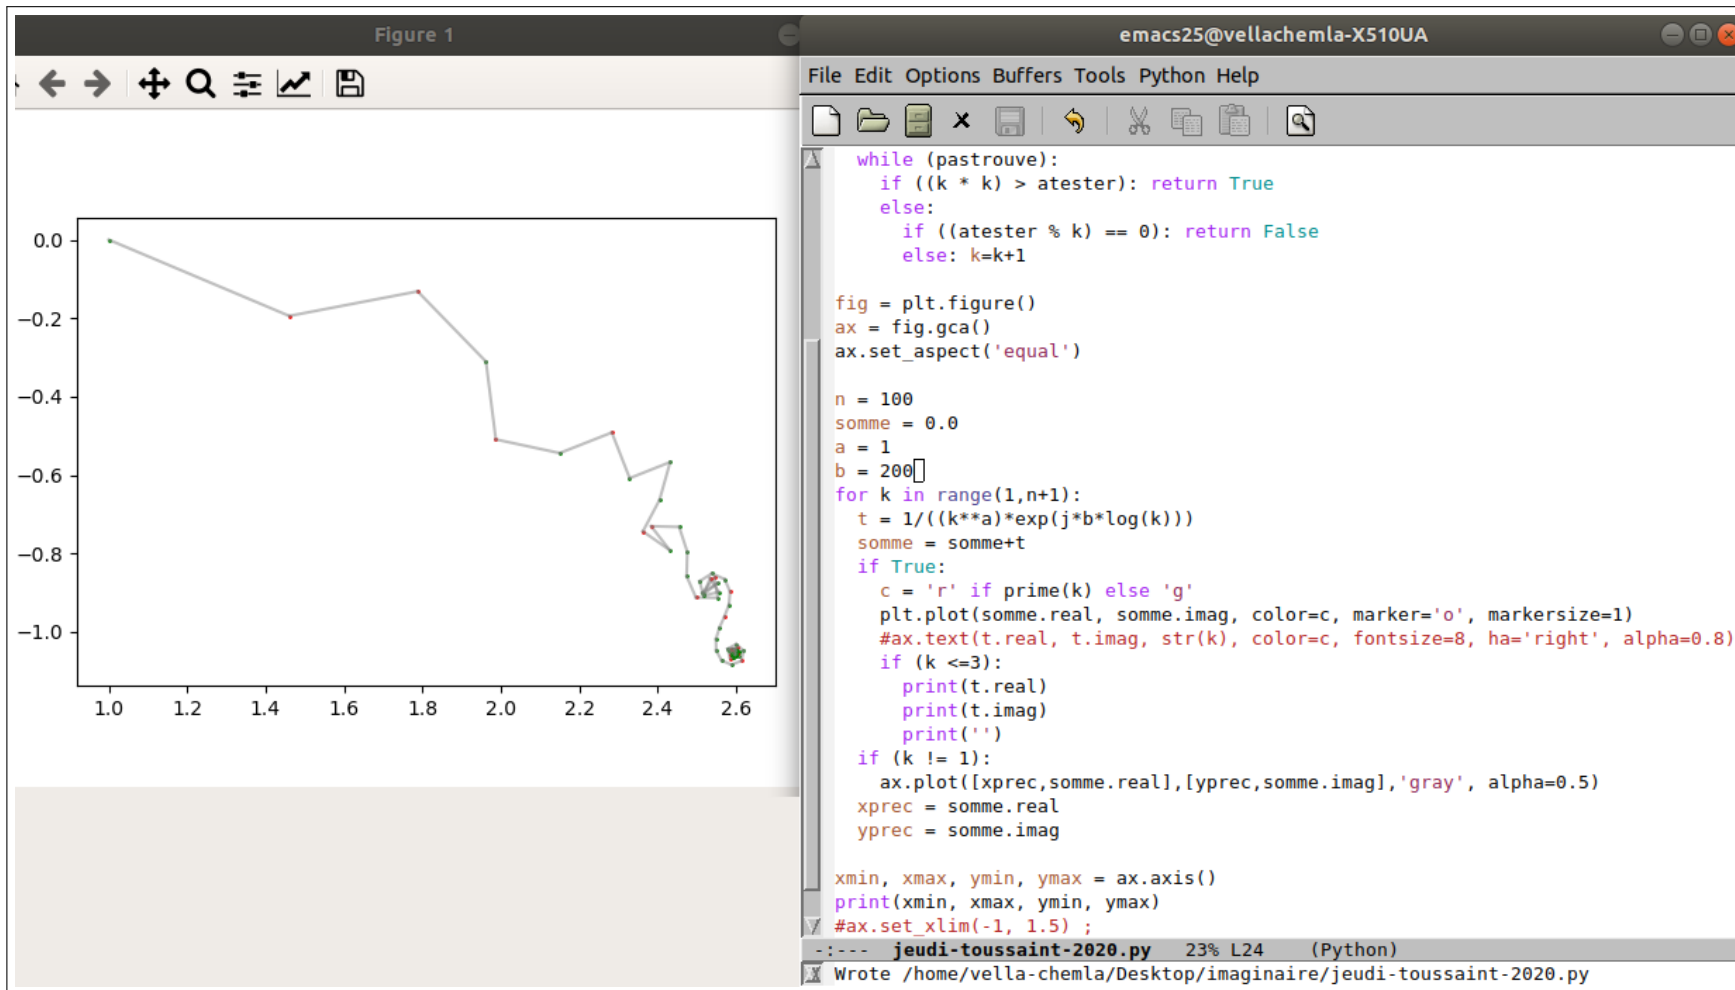 Figure 1
0.0
−0.2
−0.4
−0.6
−0.8
−1.0
1.0 1.2 1.4 1.6 1.8 2.0 2.2 2.4 2.6
emacs25@vellachemla-X510UA
File Edit Options Buffers Tools Python Help
while (pastrouve):
if ((k * k) > atester): return True
else:
if ((atester % k) == 0): return False
else: k=k+1
fig = plt.figure()
ax = fig.gca()
ax.set_aspect('equal')
n = 100
somme = 0.0
a = 1
b = 200
for k in range(1,n+1):
t = 1/((k**a)*exp(j*b*log(k)))
somme = somme+t
if True:
c = 'r' if prime(k) else 'g'
plt.plot(somme.real, somme.imag, color=c, marker='o', markersize=1)
#ax.text(t.real, t.imag, str(k), color=c, fontsize=8, ha='right', alpha=0.8)
if (k <=3):
print(t.real)
print(t.imag)
print('')
if (k != 1):
ax.plot([xprec,somme.real],[yprec,somme.imag],'gray', alpha=0.5)
xprec = somme.real
yprec = somme.imag
xmin, xmax, ymin, ymax = ax.axis()
print(xmin, xmax, ymin, ymax)
#ax.set_xlim(-1, 1.5) ;
-:--- jeudi-toussaint-2020.py 23% L24 (Python)
Wrote /home/vella-chemla/Desktop/imaginaire/jeudi-toussaint-2020.py